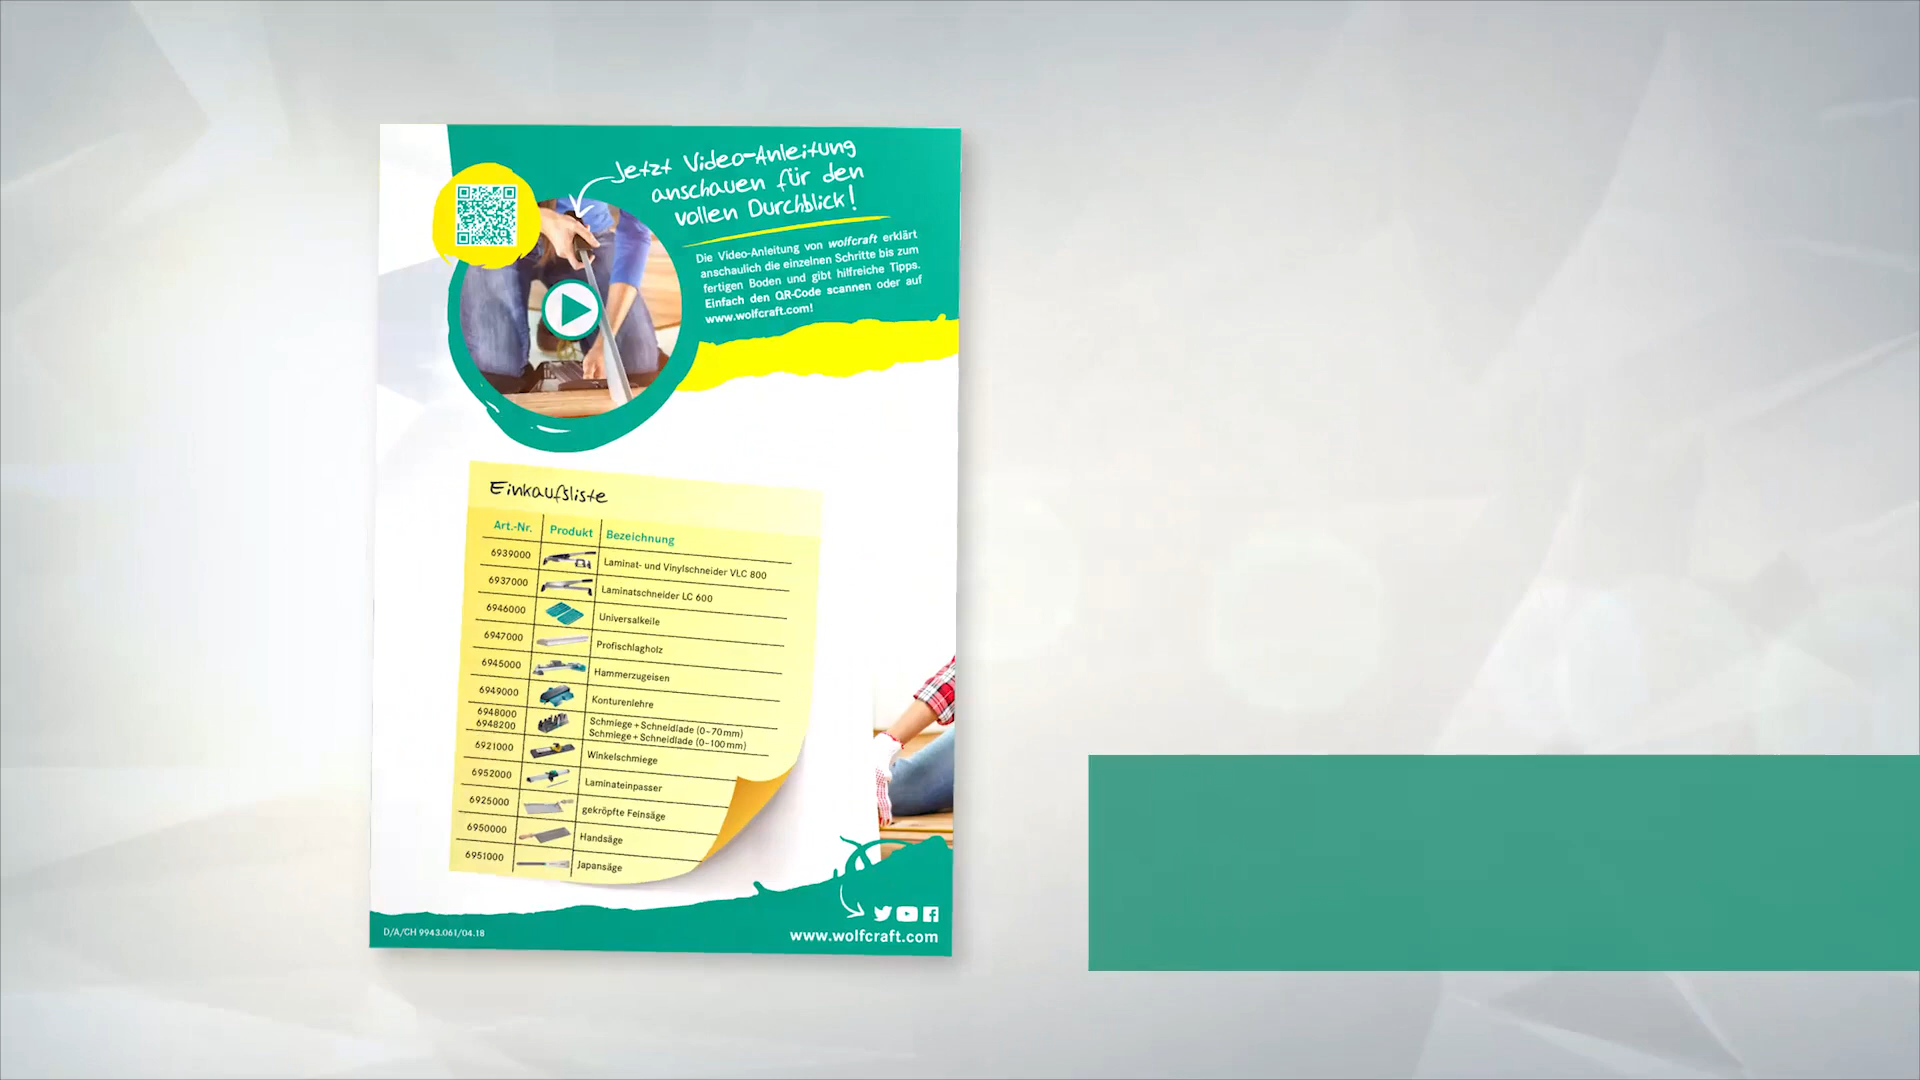 Jetzt Video-Anleitung
anschauen für den
vollen Durchblick!
Die Video-Anleitung von wolfcraft erklärt
anschaulich die einzelnen Schritte bis zum
fertigen Boden und gibt hilfreiche Tipps.
Einfach den QR-Code scannen oder auf
www.wolfcraft.com!
Einkaufsliste
Art.-Nr. Produkt Bezeichnung
6939000 Laminat- und Vinylschneider VLC 800
6937000 Laminatschneider LC 600
6946000 Universalkeile
6947000 Profischlagholz
6945000 Hammerzugeisen
6949000 Konturenlehre
6948000 Schmiege + Schneidlade (0–70 mm)
6948200 Schmiege + Schneidlade (0–100 mm)
6921000 Winkelschmiege
6952000 Laminateinpasser
6925000 gekröpfte Feinsäge
6950000 Handsäge
6951000 Japansäge
D/A/CH 9943.061/04.18
www.wolfcraft.com